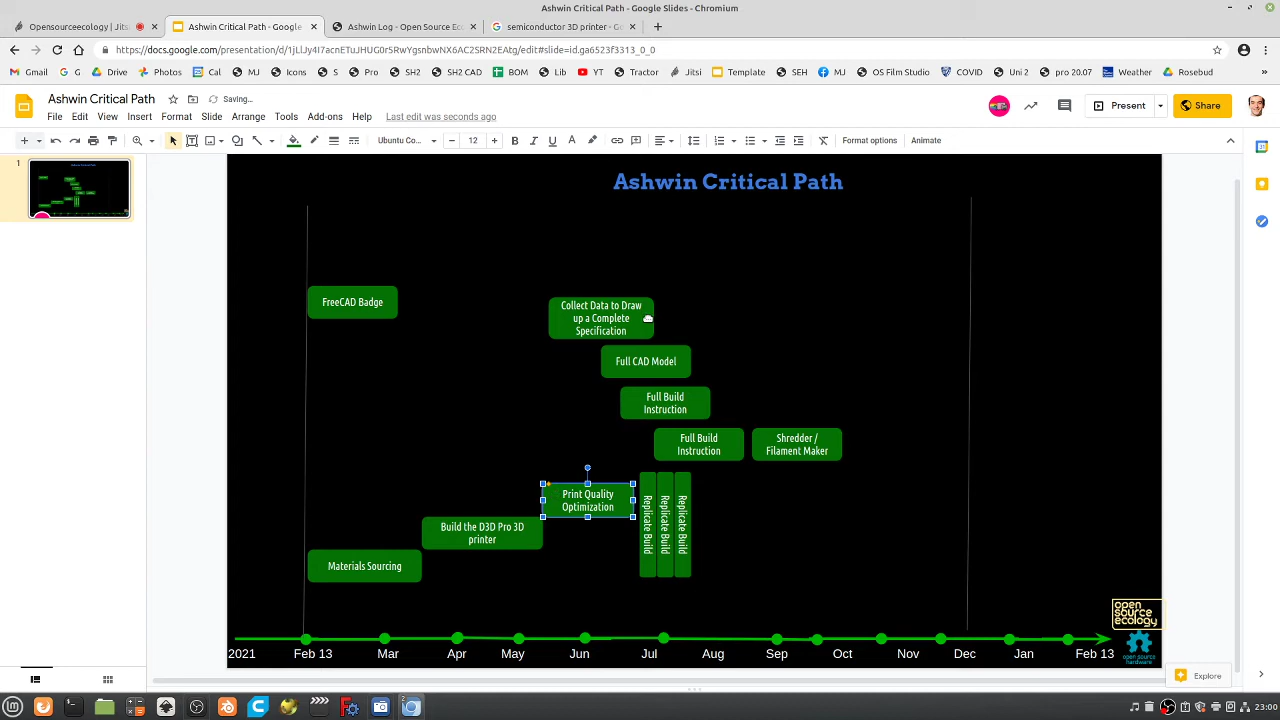 Ashwin Critical Path - Google Slides - Chromium
Opensourceecology | Jitsi
Ashwin Critical Path - Goog
Ashwin Log - Open Source Ec
semiconductor 3D printer - G
https://docs.google.com/presentation/d/1jLlJy4I7acnETuJHUG0r5RwYgsnbwNX6ACZSRN2EAtg/edit#slide=id.ga6523f3313_0_0
Gmail
G
Drive
Photos
Cal
MJ
Icons
S
Pro
SH2
SH2 CAD
BOM
Lib
YT
Tractor
Jitsi
Template
SEH
MJ
OS Film Studio
COVID
Uni 2
pro 20.07
Weather
Rosebud
Ashwin Critical Path
Saving...
File Edit View Insert Format Slide Arrange Tools Add-ons Help
Last edit was seconds ago
Present
Share
Ubuntu Co...
12
Format options
Animate
1
Ashwin Critical Path
FreeCAD Badge
Collect Data to Draw
up a Complete
Specification
Full CAD Model
Full Build
Instruction
Full Build
Instruction
Shredder /
Filament Maker
Print Quality
Optimization
Replicate Build
Replicate Build
Replicate Build
Build the D3D Pro 3D
printer
Materials Sourcing
open
source
ecology
open source
hardware
2021
Feb 13
Mar
Apr
May
Jun
Jul
Aug
Sep
Oct
Nov
Dec
Jan
Feb 13
Explore
2
23:00